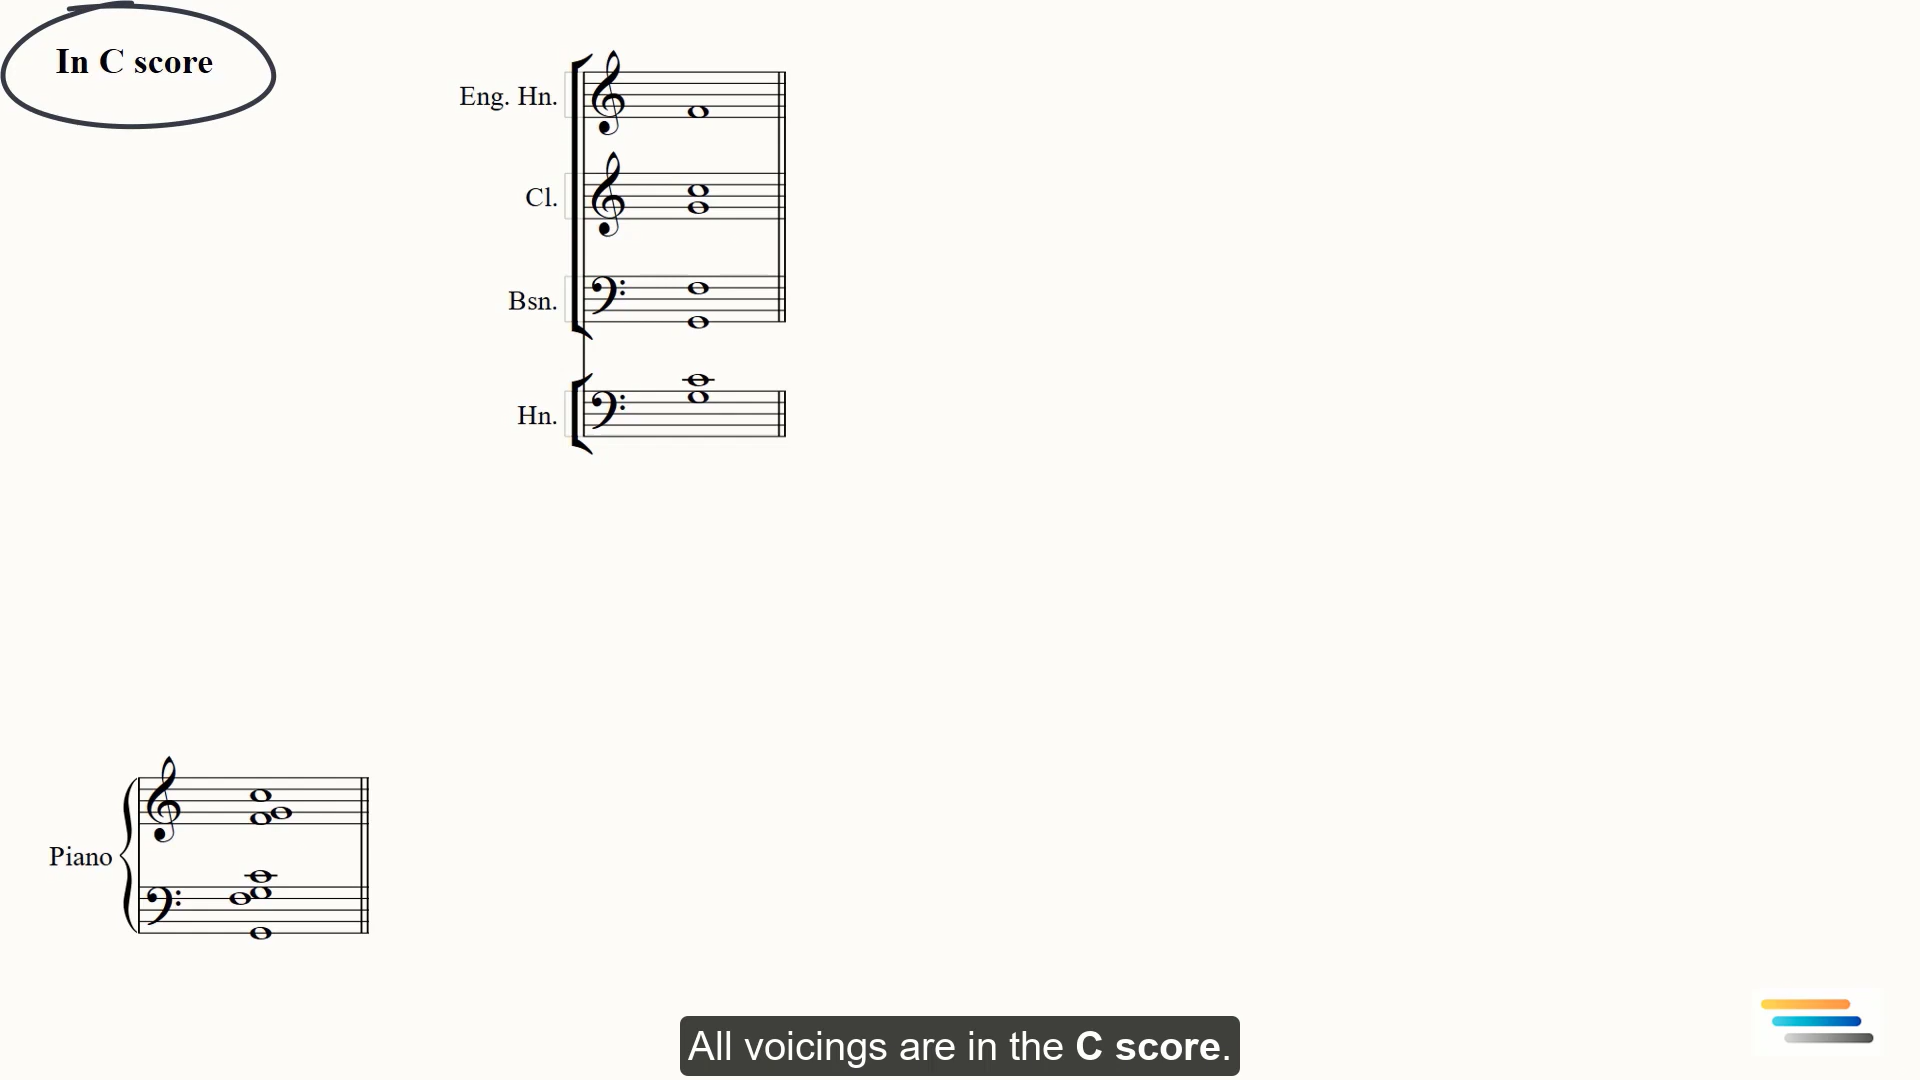 In C score
Eng. Hn.
Cl.
Bsn.
Hn.
Piano
All voicings are in the C score.